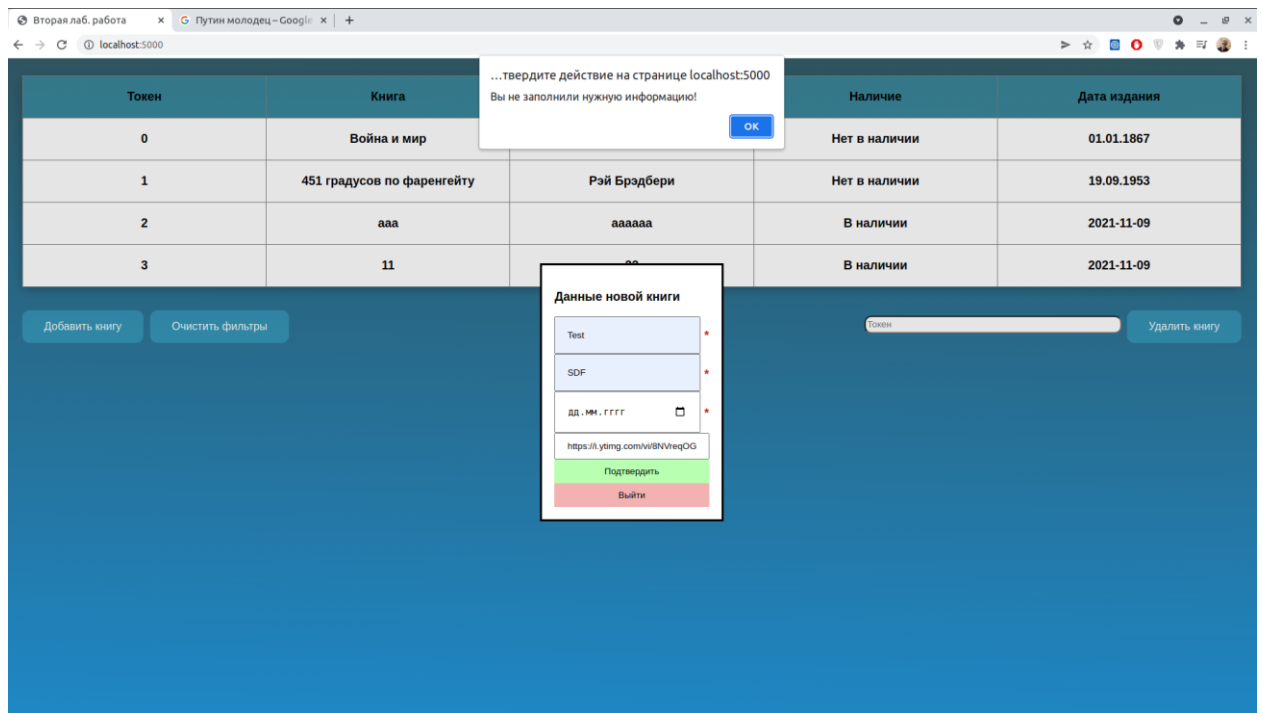 Вторая лаб. работа
Путин молодец – Google
localhost:5000
…твердите действие на странице localhost:5000
Вы не заполнили нужную информацию!
OK
Токен Книга Наличие Дата издания
0 Война и мир Нет в наличии 01.01.1867
1 451 градусов по фаренгейту Рэй Брэдбери Нет в наличии 19.09.1953
2 aaa aaaaaa В наличии 2021-11-09
3 11 В наличии 2021-11-09
Данные новой книги
Test *
SDF *
дд.мм.гггг *
https://i.ytimg.com/vi/8NVreqOG
Подтвердить
Выйти
Добавить книгу Очистить фильтры Токен Удалить книгу